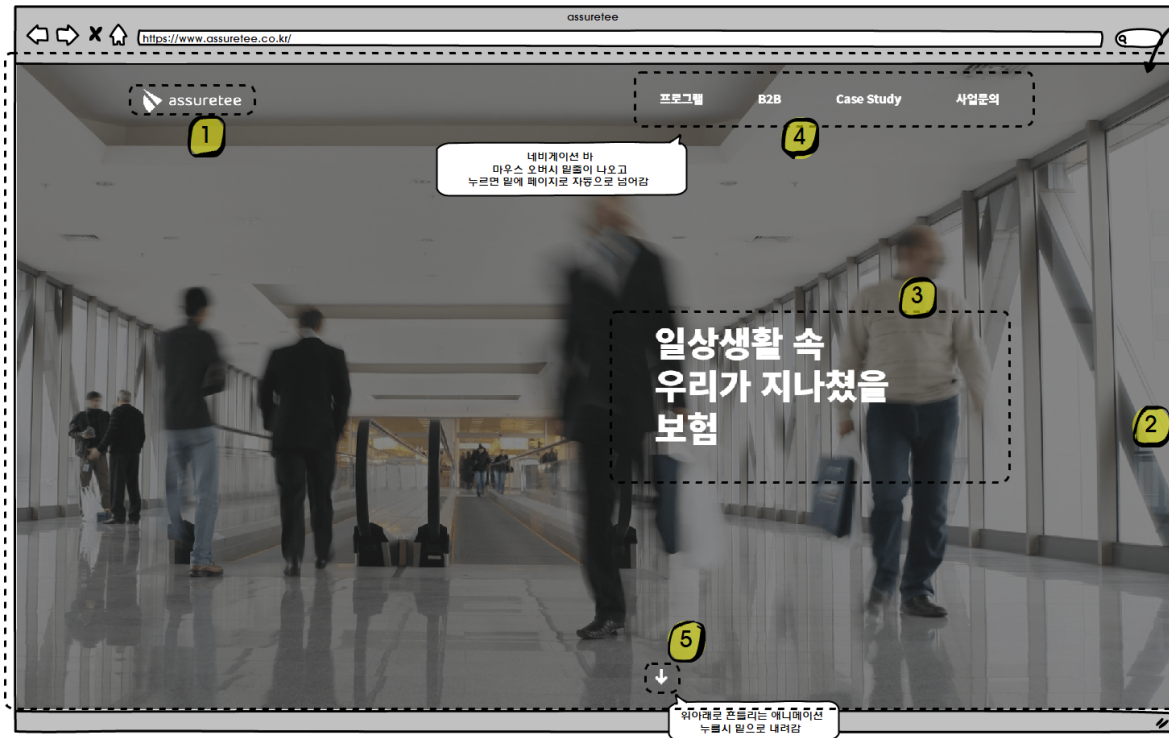 assuretee
https://www.assuretee.co.kr/
assuretee
프로그램 B2B Case Study 사업문의
1
4
네비게이션 바
마우스 오버시 밑줄이 나오고
누르면 밑에 페이지로 자동으로 넘어감
3
일상생활 속
우리가 지나쳤을
보험
2
5
위아래로 흔들리는 애니메이션
누를시 밑으로 내려감